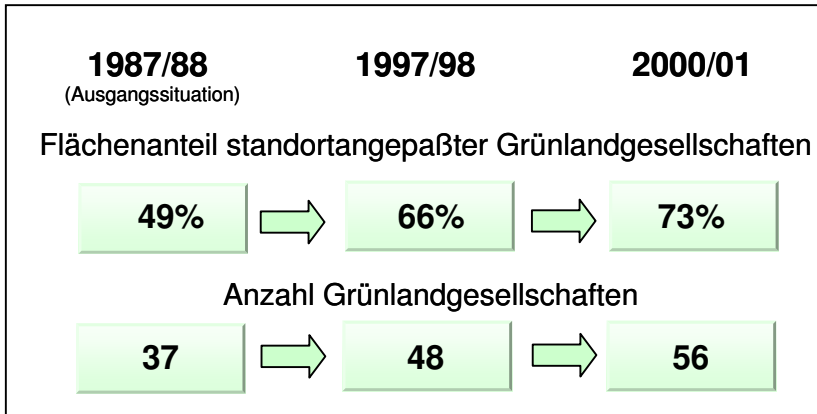 1987/88 1997/98 2000/01
(Ausgangssituation)
Flächenanteil standortangepaßter Grünlandgesellschaften
49% 66% 73%
Anzahl Grünlandgesellschaften
37 48 56